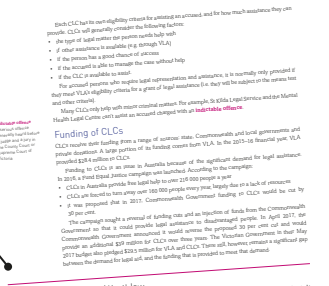 Each CLC has its own eligibility criteria for assisting an accused, and for how much assistance they can
provide. CLCs will generally consider the following factors:
• the type of legal matter the person needs help with
• if other assistance is available (e.g. through VLA)
• if the person has a good chance of success
• if the accused is able to manage the case without help
• if the CLC is available to assist.
For accused persons who require legal representation and assistance, it is normally only provided if
they meet VLA's eligibility criteria for a grant of legal assistance (i.e. they will be subject to the means test
and other criteria).
Many CLCs only help with minor criminal matters. For example, St Kilda Legal Service and the Mental
Health Legal Centre can't assist an accused charged with an indictable offence.
Funding of CLCs
CLCs receive their funding from a range of sources: state, Commonwealth and local governments and
private donations. A large portion of its funding comes from VLA. In the 2015–16 financial year, VLA
provided $28.4 million to CLCs.
Funding to CLCs is an issue in Australia because of the significant demand for legal assistance.
In 2016, a Fund Equal Justice campaign was launched. According to the campaign:
• CLCs in Australia provide free legal help to over 216 000 people a year
• CLCs are forced to turn away over 160 000 people every year, largely due to a lack of resources
• it was proposed that in 2017, Commonwealth Government funding to CLCs would be cut by
30 per cent.
The campaign sought a reversal of funding cuts and an injection of funds from the Commonwealth
Government so that it could provide legal assistance to disadvantaged people. In April 2017, the
Commonwealth Government announced it would reverse the proposed 30 per cent cut and would
provide an additional $39 million for CLCs over three years. The Victorian Government in their May
2017 budget also pledged $29.5 million for VLA and CLCs. There still, however, remains a significant gap
between the demand for legal aid, and the funding that is provided to meet that demand.